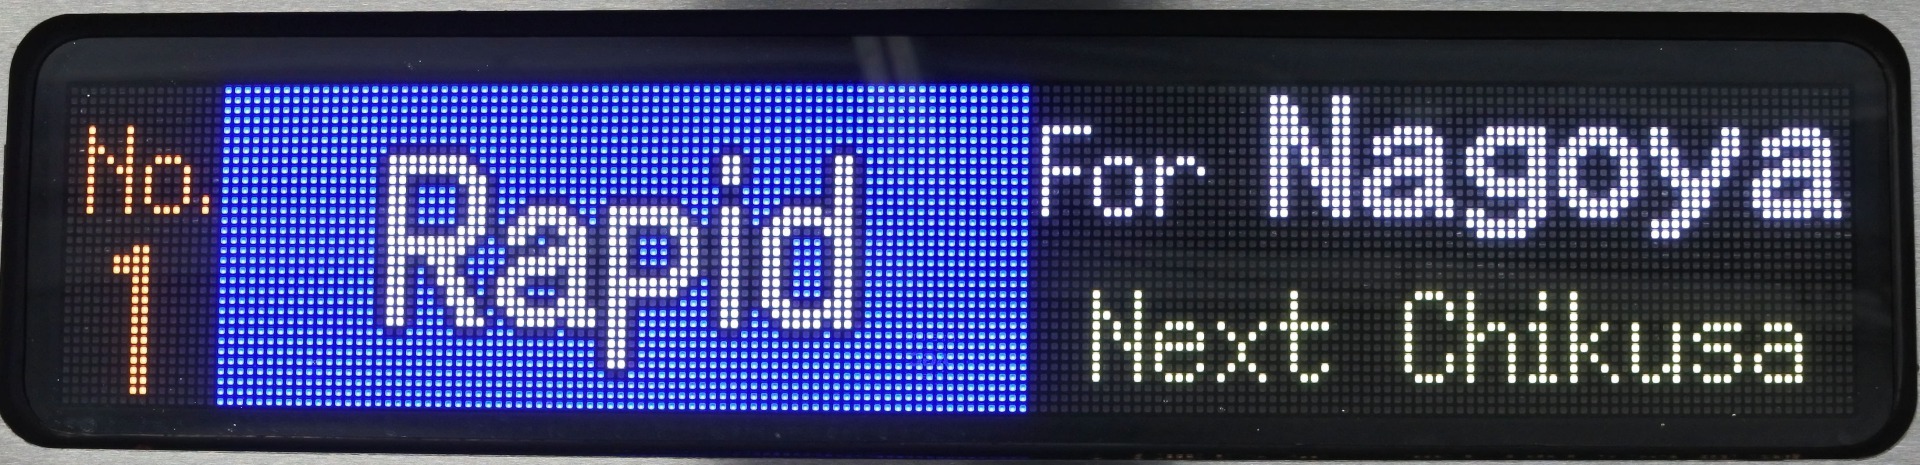 No.
1
Rapid
For Nagoya
Next Chikusa